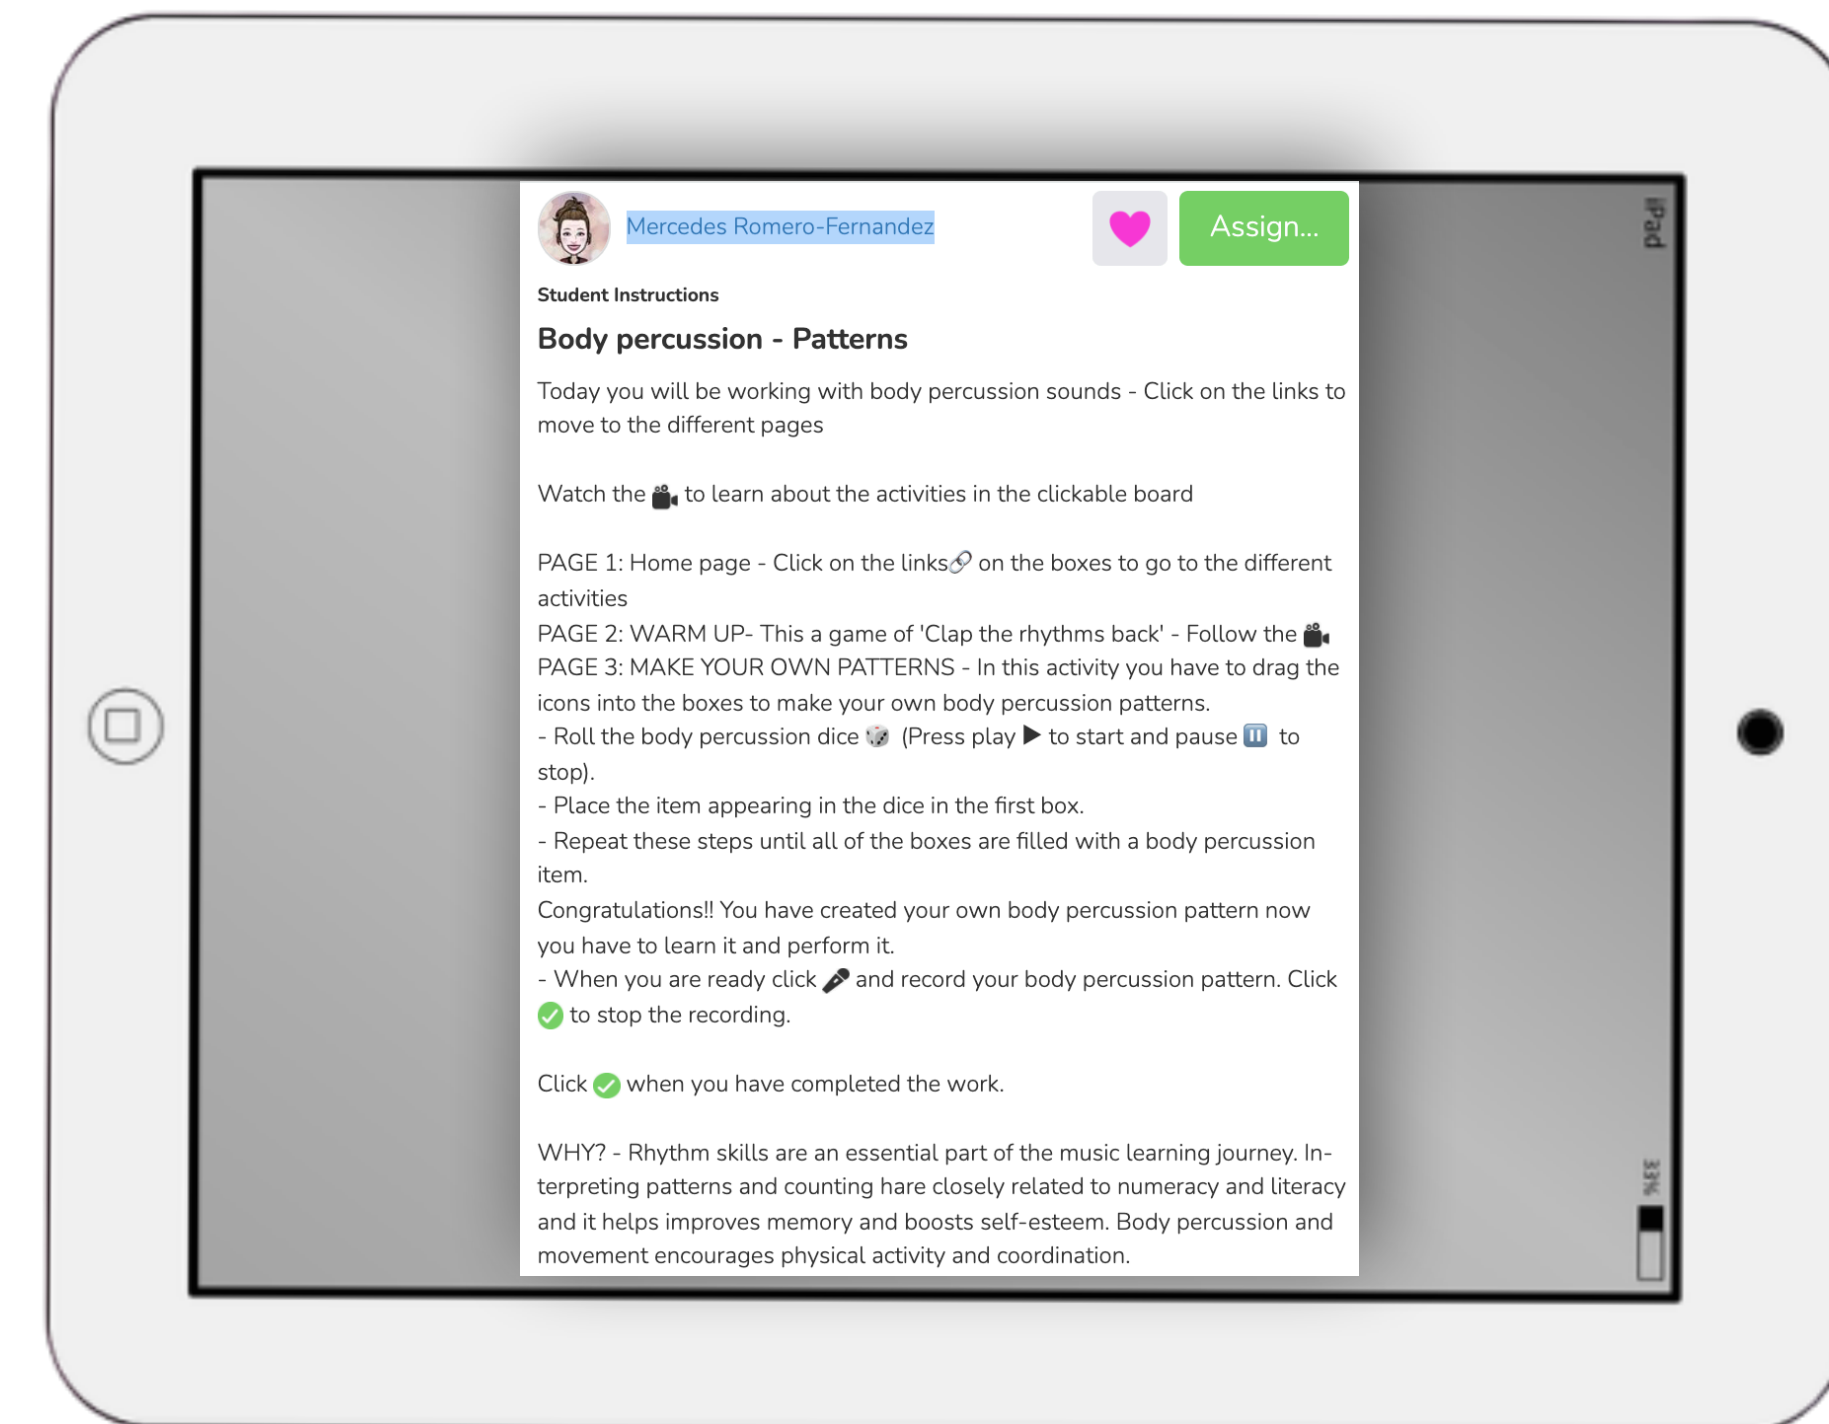 Mercedes Romero-Fernandez
Assign...
Student Instructions
Body percussion - Patterns
Today you will be working with body percussion sounds - Click on the links to
move to the different pages
Watch the 🎥 to learn about the activities in the clickable board
PAGE 1: Home page - Click on the links🔗 on the boxes to go to the different
activities
PAGE 2: WARM UP- This a game of 'Clap the rhythms back' - Follow the 🎥
PAGE 3: MAKE YOUR OWN PATTERNS - In this activity you have to drag the
icons into the boxes to make your own body percussion patterns.
- Roll the body percussion dice 🎲 (Press play ▶ to start and pause ⏸ to
stop).
- Place the item appearing in the dice in the first box.
- Repeat these steps until all of the boxes are filled with a body percussion
item.
Congratulations!! You have created your own body percussion pattern now
you have to learn it and perform it.
- When you are ready click 🎤 and record your body percussion pattern. Click
✅ to stop the recording.
Click ✅ when you have completed the work.
WHY? - Rhythm skills are an essential part of the music learning journey. In-
terpreting patterns and counting hare closely related to numeracy and literacy
and it helps improves memory and boosts self-esteem. Body percussion and
movement encourages physical activity and coordination.
iPad
33%